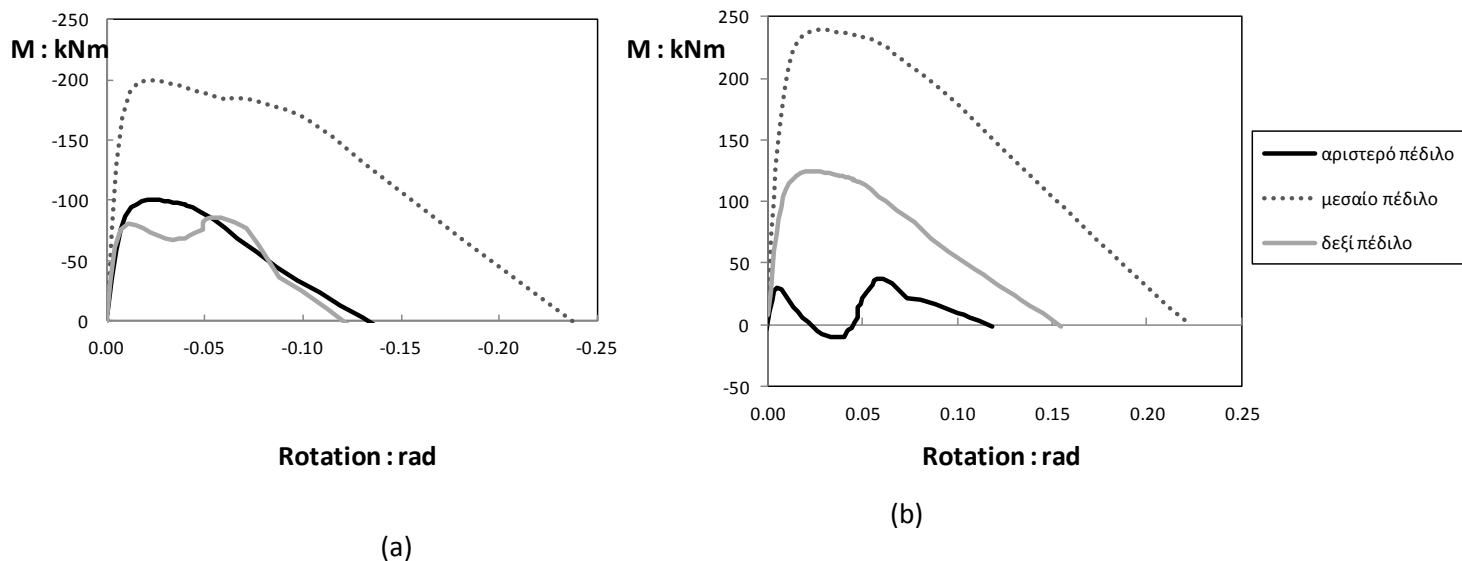 M : kNm
-250
-200
-150
-100
-50
0
0.00 -0.05 -0.10 -0.15 -0.20 -0.25
Rotation : rad
(a)
M : kNm
250
200
150
100
50
0
-50
0.00 0.05 0.10 0.15 0.20 0.25
Rotation : rad
(b)
αριστερό πέδιλο
μεσαίο πέδιλο
δεξί πέδιλο